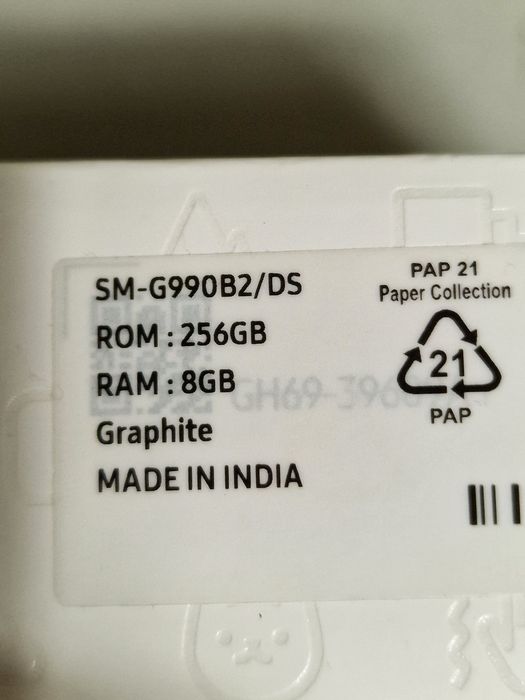 SM-G990B2/DS
ROM : 256GB
RAM : 8GB
Graphite
MADE IN INDIA
PAP 21
Paper Collection
21
PAP